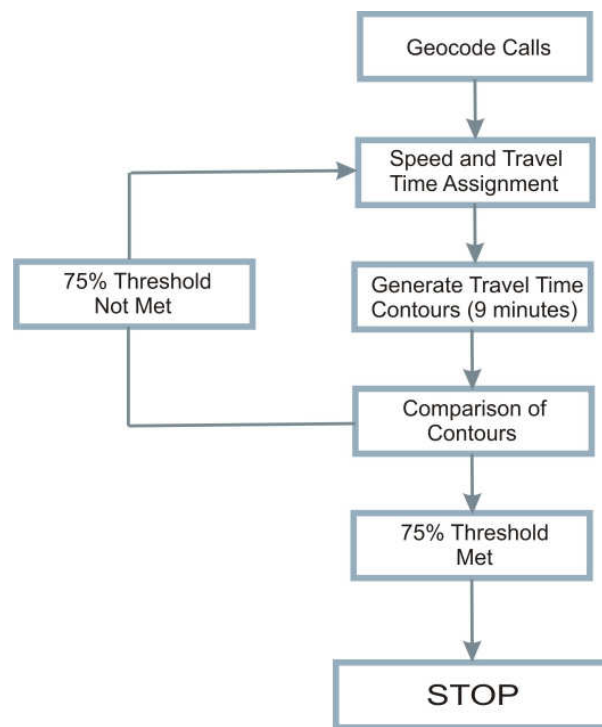 Geocode Calls
Speed and Travel
Time Assignment
75% Threshold
Not Met
Generate Travel Time
Contours (9 minutes)
Comparison of
Contours
75% Threshold
Met
STOP